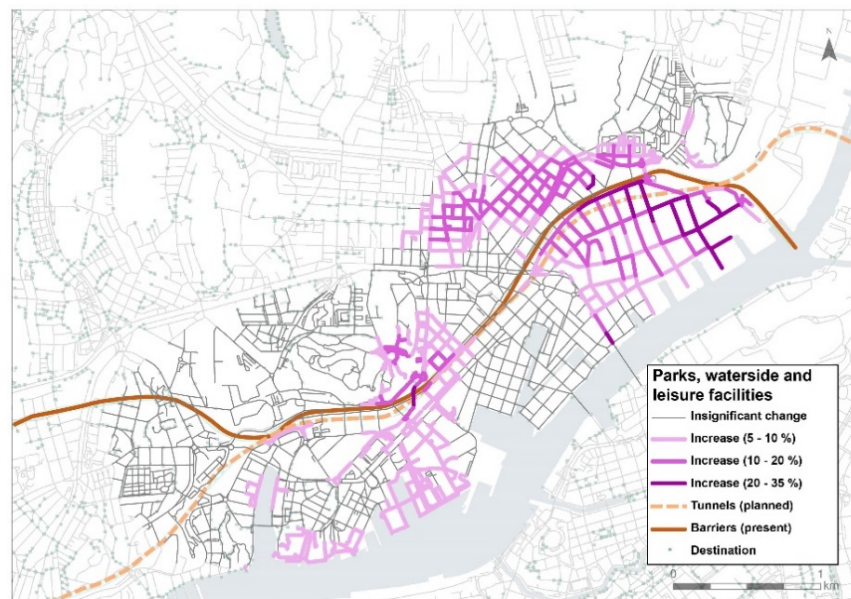 N
Parks, waterside and
leisure facilities
Insignificant change
Increase (5 - 10 %)
Increase (10 - 20 %)
Increase (20 - 35 %)
Tunnels (planned)
Barriers (present)
Destination
0 1
km